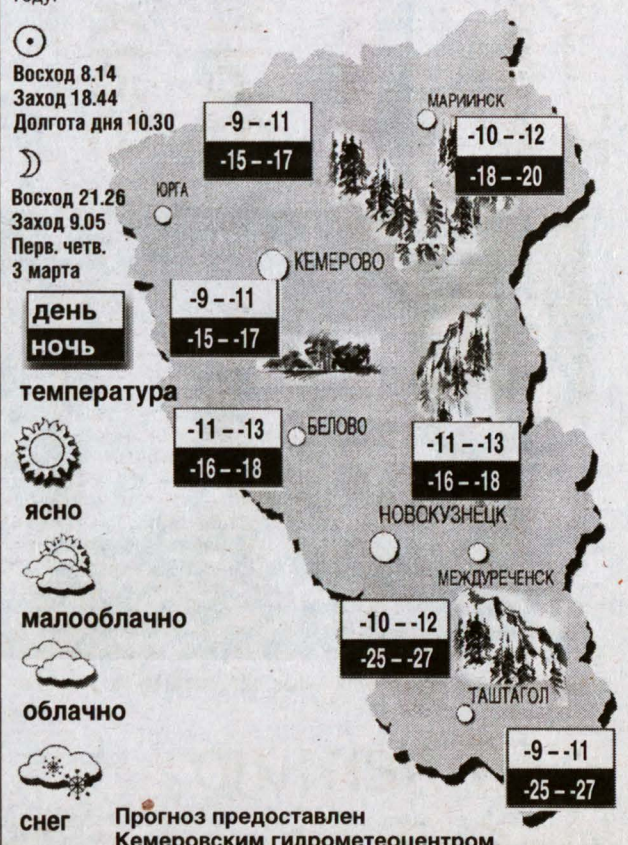 Восход 8.14
Заход 18.44
Долгота дня 10.30
Восход 21.26
Заход 9.05
Перв. четв.
3 марта
день
ночь
температура
ясно
малооблачно
облачно
снег
-9 – -11
-15 – -17
МАРИИНСК
-10 – -12
-18 – -20
ЮРГА
КЕМЕРОВО
-9 – -11
-15 – -17
-11 – -13
-16 – -18
БЕЛОВО
-11 – -13
-16 – -18
НОВОКУЗНЕЦК
МЕЖДУРЕЧЕНСК
-10 – -12
-25 – -27
ТАШТАГОЛ
-9 – -11
-25 – -27
Прогноз предоставлен
Кемеровским гидрометеоцентром